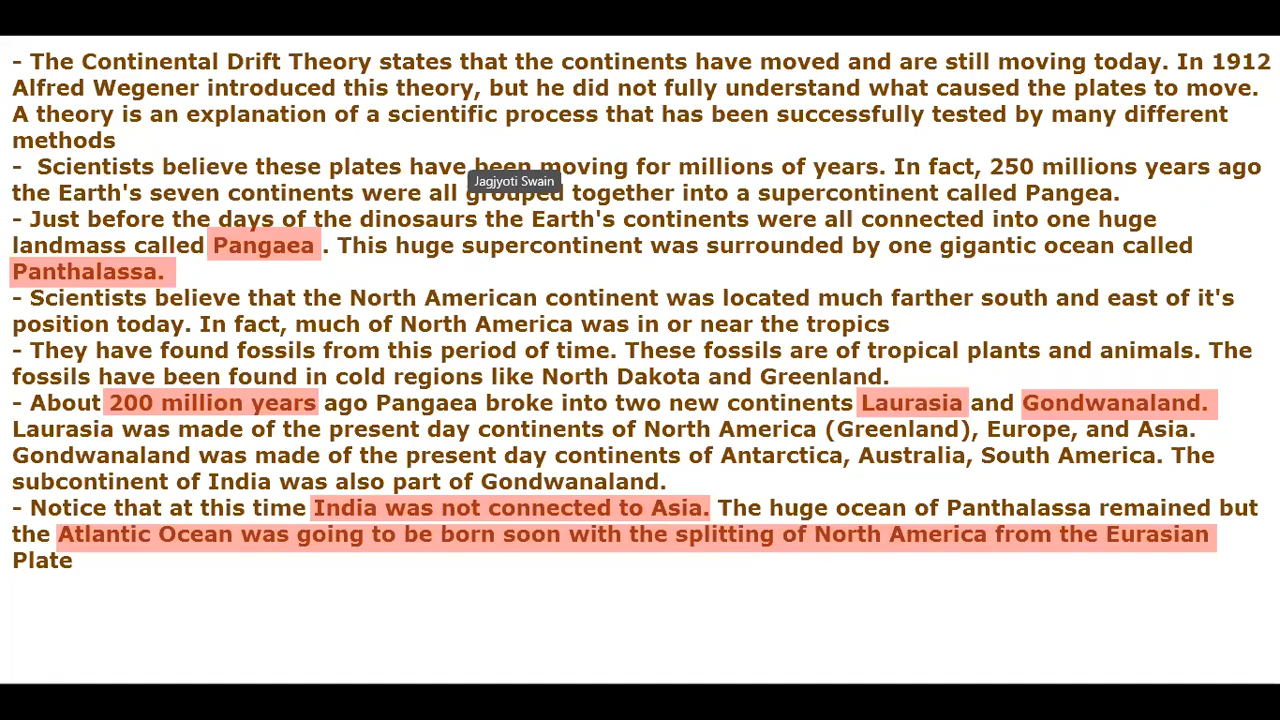 - The Continental Drift Theory states that the continents have moved and are still moving today. In 1912
Alfred Wegener introduced this theory, but he did not fully understand what caused the plates to move.
A theory is an explanation of a scientific process that has been successfully tested by many different
methods
-  Scientists believe these plates have been moving for millions of years. In fact, 250 millions years ago
Jagjyoti Swain
the Earth's seven continents were all grouped together into a supercontinent called Pangea.
- Just before the days of the dinosaurs the Earth's continents were all connected into one huge
landmass called Pangaea . This huge supercontinent was surrounded by one gigantic ocean called
Panthalassa.
- Scientists believe that the North American continent was located much farther south and east of it's
position today. In fact, much of North America was in or near the tropics
- They have found fossils from this period of time. These fossils are of tropical plants and animals. The
fossils have been found in cold regions like North Dakota and Greenland.
- About 200 million years ago Pangaea broke into two new continents Laurasia and Gondwanaland.
Laurasia was made of the present day continents of North America (Greenland), Europe, and Asia.
Gondwanaland was made of the present day continents of Antarctica, Australia, South America. The
subcontinent of India was also part of Gondwanaland.
- Notice that at this time India was not connected to Asia. The huge ocean of Panthalassa remained but
the Atlantic Ocean was going to be born soon with the splitting of North America from the Eurasian
Plate